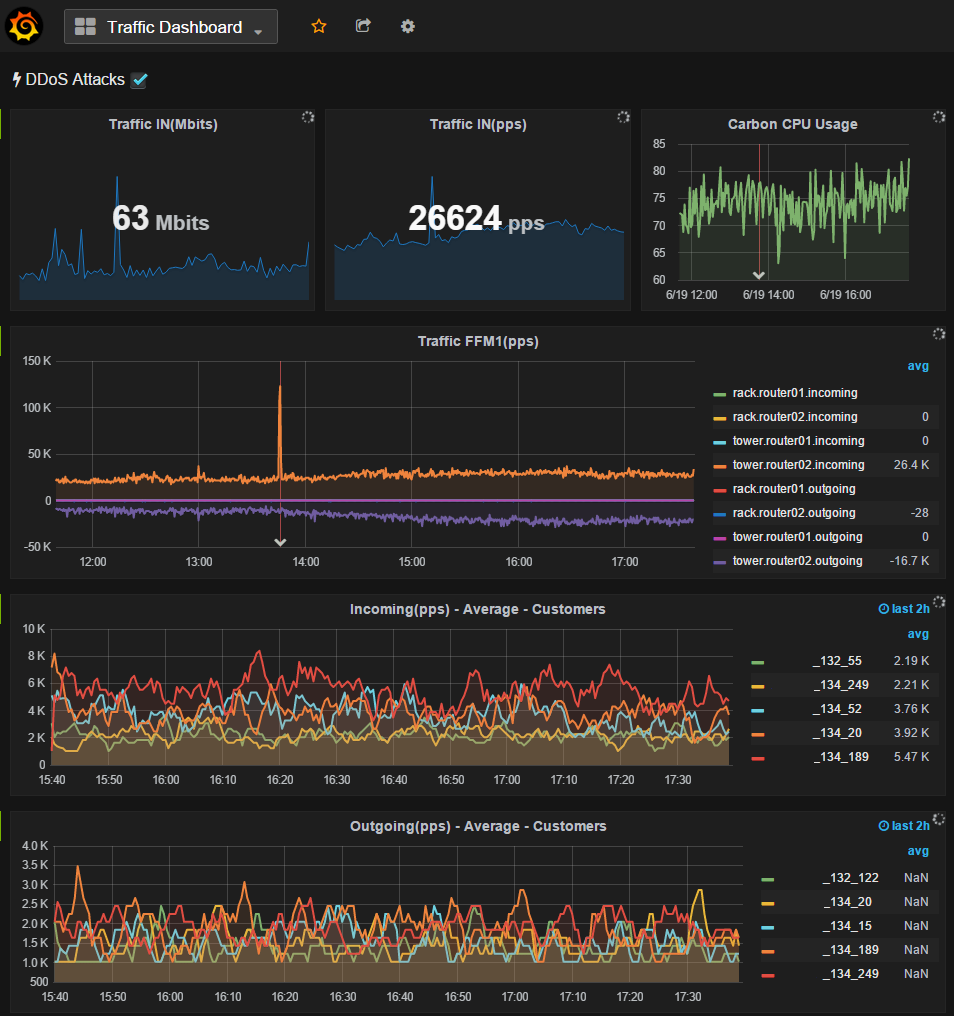 Traffic Dashboard
DDoS Attacks
Traffic IN(Mbits)
63 Mbits
Traffic IN(pps)
26624 pps
Carbon CPU Usage
85
80
75
70
65
60
6/19 12:00 6/19 14:00 6/19 16:00
Traffic FFM1(pps)
150 K
100 K
50 K
0
-50 K
12:00 13:00 14:00 15:00 16:00 17:00
avg
rack.router01.incoming
rack.router02.incoming 0
tower.router01.incoming 0
tower.router02.incoming 26.4 K
rack.router01.outgoing
rack.router02.outgoing -28
tower.router01.outgoing 0
tower.router02.outgoing -16.7 K
Incoming(pps) - Average - Customers
last 2h
10 K
8 K
6 K
4 K
2 K
0
15:40 15:50 16:00 16:10 16:20 16:30 16:40 16:50 17:00 17:10 17:20 17:30
avg
_132_55 2.19 K
_134_249 2.21 K
_134_52 3.76 K
_134_20 3.92 K
_134_189 5.47 K
Outgoing(pps) - Average - Customers
last 2h
4.0 K
3.5 K
3.0 K
2.5 K
2.0 K
1.5 K
1.0 K
500
15:40 15:50 16:00 16:10 16:20 16:30 16:40 16:50 17:00 17:10 17:20 17:30
avg
_132_122 NaN
_134_20 NaN
_134_15 NaN
_134_189 NaN
_134_249 NaN